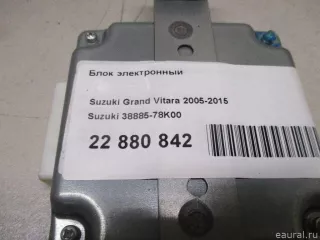 Блок электронный
Suzuki Grand Vitara 2005-2015
Suzuki 38885-78K00
22 880 842
eaural.ru